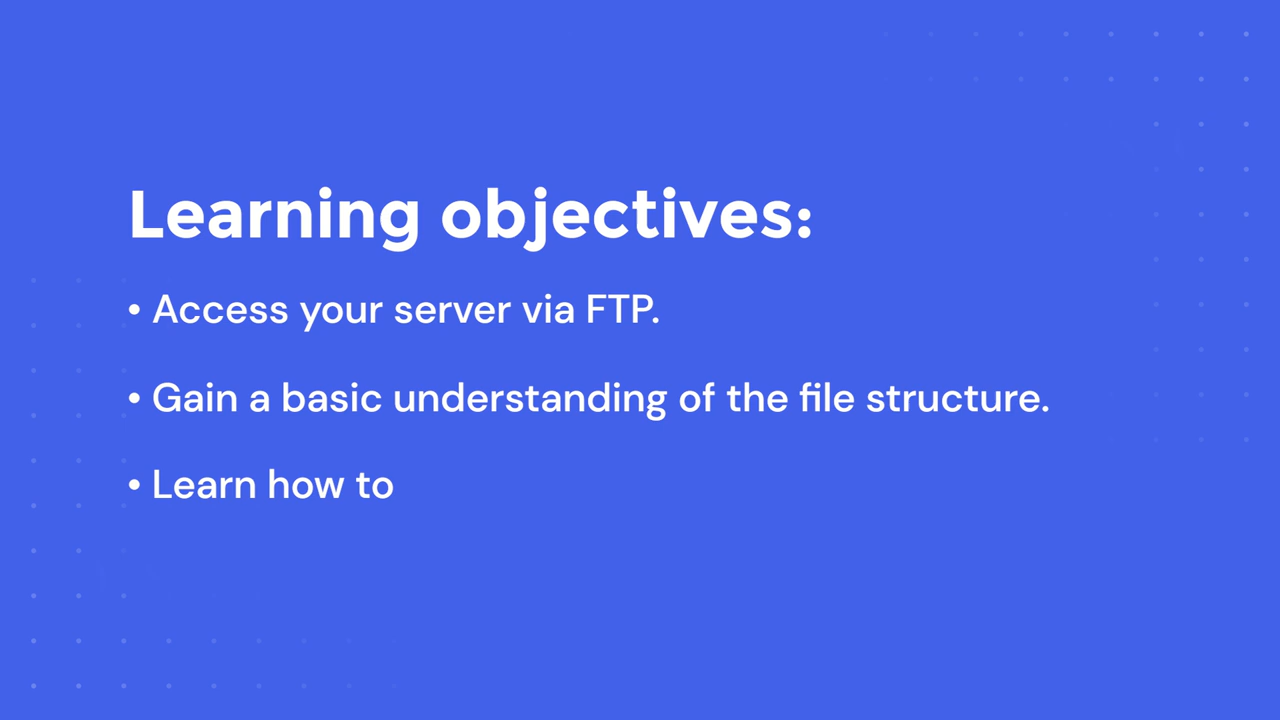 Learning objectives:
• Access your server via FTP.
• Gain a basic understanding of the file structure.
• Learn how to